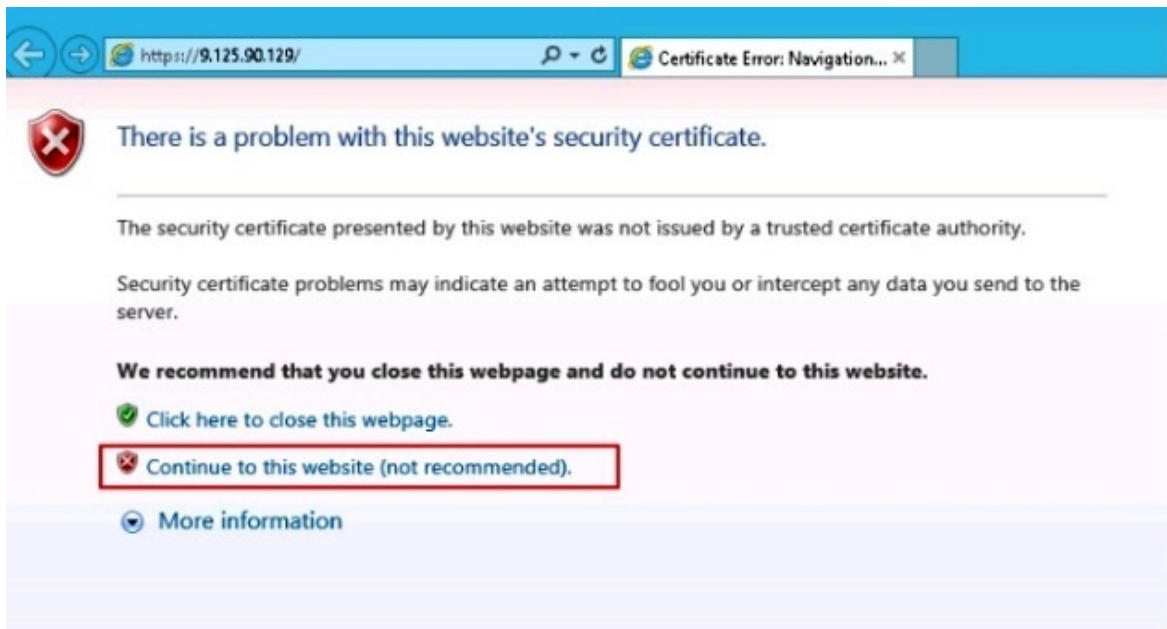 https://9.125.90.129/
Certificate Error: Navigation...
There is a problem with this website's security certificate.
The security certificate presented by this website was not issued by a trusted certificate authority.
Security certificate problems may indicate an attempt to fool you or intercept any data you send to the
server.
We recommend that you close this webpage and do not continue to this website.
Click here to close this webpage.
Continue to this website (not recommended).
More information